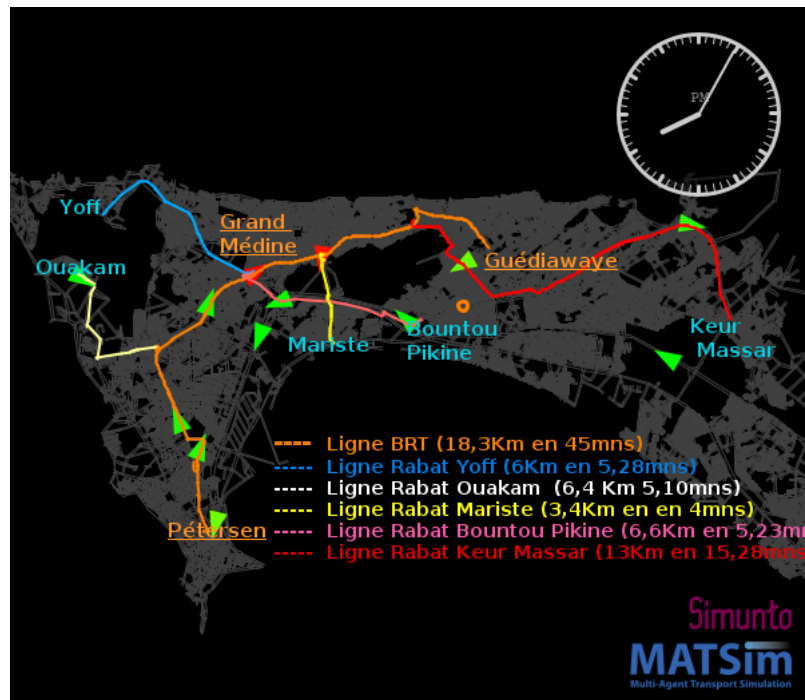 PM
Yoff
Grand
Médine
Ouakam
Guédiawaye
Mariste
Bountou
Pikine
Keur
Massar
Ligne BRT (18,3Km en 45mns)
Ligne Rabat Yoff (6Km en 5,28mns)
Ligne Rabat Ouakam (6,4 Km 5,10mns)
Ligne Rabat Mariste (3,4Km en en 4mns)
Pétersen
Ligne Rabat Bountou Pikine (6,6Km en 5,23mn
Ligne Rabat Keur Massar (13Km en 15,28mns
Simunto
MATSim
Multi-Agent Transport Simulation